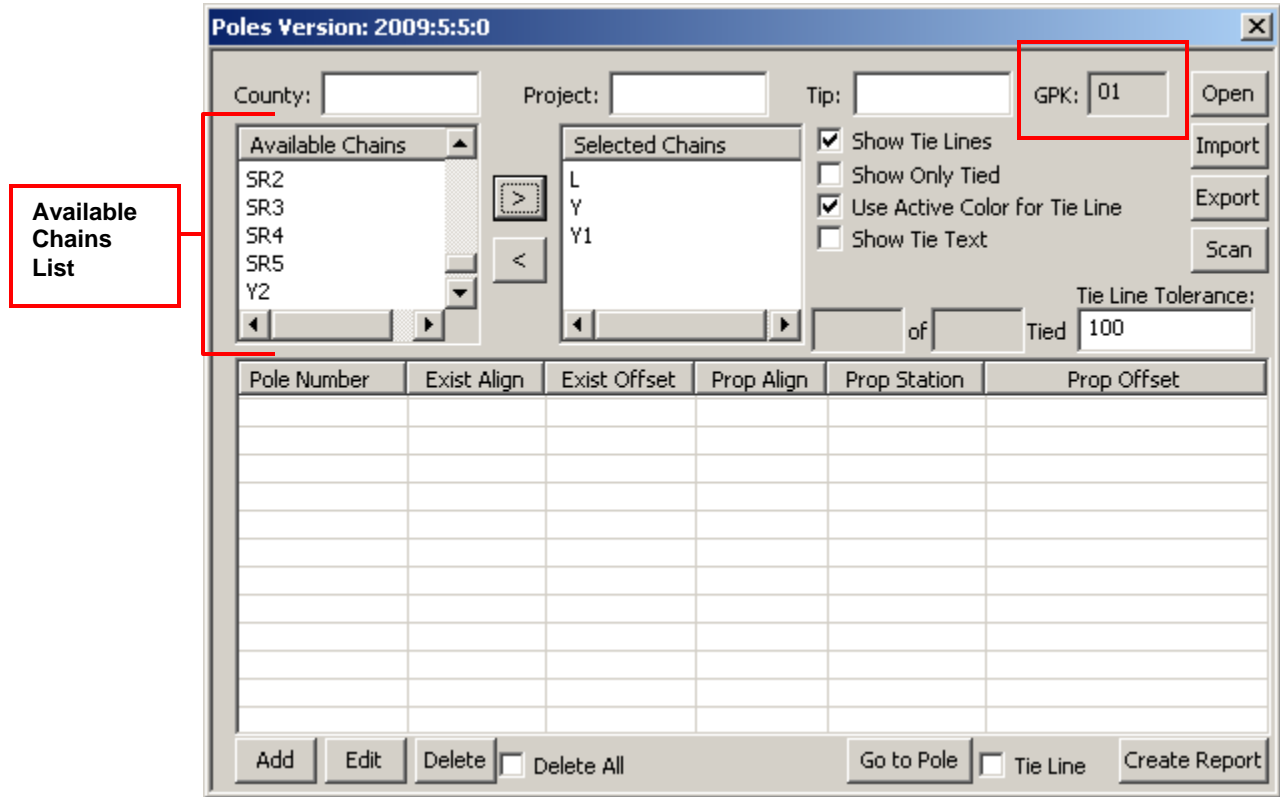 Poles Version: 2009:5:5:0
County: Project: Tip: GPK: 01 Open
Available Chains
SR2
SR3
SR4
SR5
Y2
>
<
Selected Chains
L
Y
Y1
Show Tie Lines
Show Only Tied
Use Active Color for Tie Line
Show Tie Text
Import
Export
Scan
Tie Line Tolerance:
of Tied 100
Available
Chains
List
Pole Number Exist Align Exist Offset Prop Align Prop Station Prop Offset
Add Edit Delete Delete All Go to Pole Tie Line Create Report